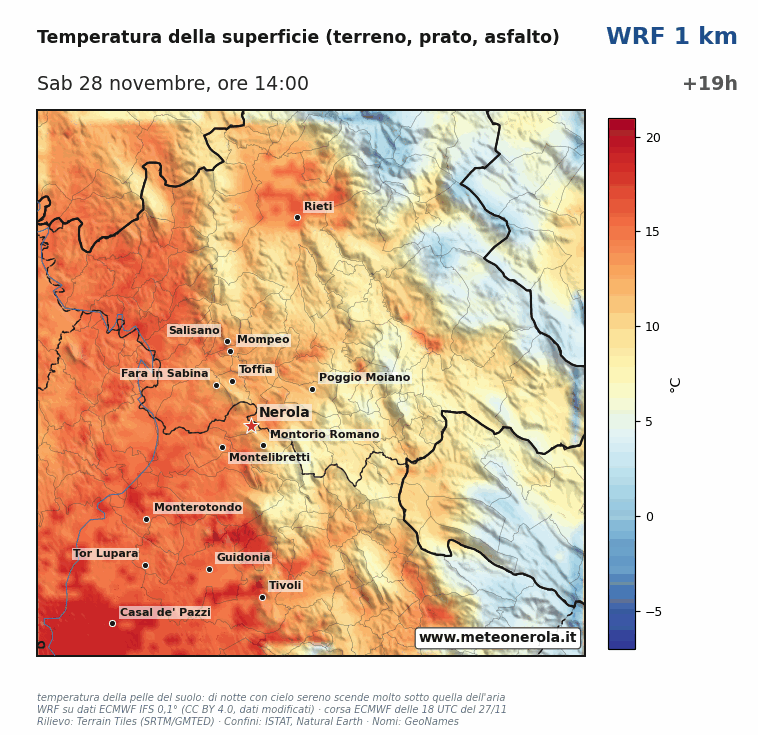 Temperatura della superficie (terreno, prato, asfalto)
WRF 1 km
Sab 28 novembre, ore 14:00
+19h
20
15
10
5
0
−5
°C
Rieti
Salisano
Mompeo
Toffia
Fara in Sabina
Poggio Moiano
Nerola
Montorio Romano
Montelibretti
Monterotondo
Tor Lupara
Guidonia
Tivoli
Casal de' Pazzi
www.meteonerola.it
temperatura della pelle del suolo: di notte con cielo sereno scende molto sotto quella dell'aria
WRF su dati ECMWF IFS 0,1° (CC BY 4.0, dati modificati) · corsa ECMWF delle 18 UTC del 27/11
Rilievo: Terrain Tiles (SRTM/GMTED) · Confini: ISTAT, Natural Earth · Nomi: GeoNames